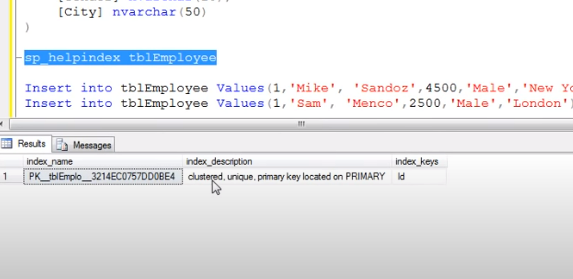 [City] nvarchar(50)
)
sp_helpindex tblEmployee
Insert into tblEmployee Values(1,'Mike', 'Sandoz',4500,'Male','New Yo
Insert into tblEmployee Values(1,'Sam', 'Menco',2500,'Male','London')
Results Messages
index_name index_description index_keys
1 PK__tblEmplo__3214EC0757DD0BE4 clustered, unique, primary key located on PRIMARY Id